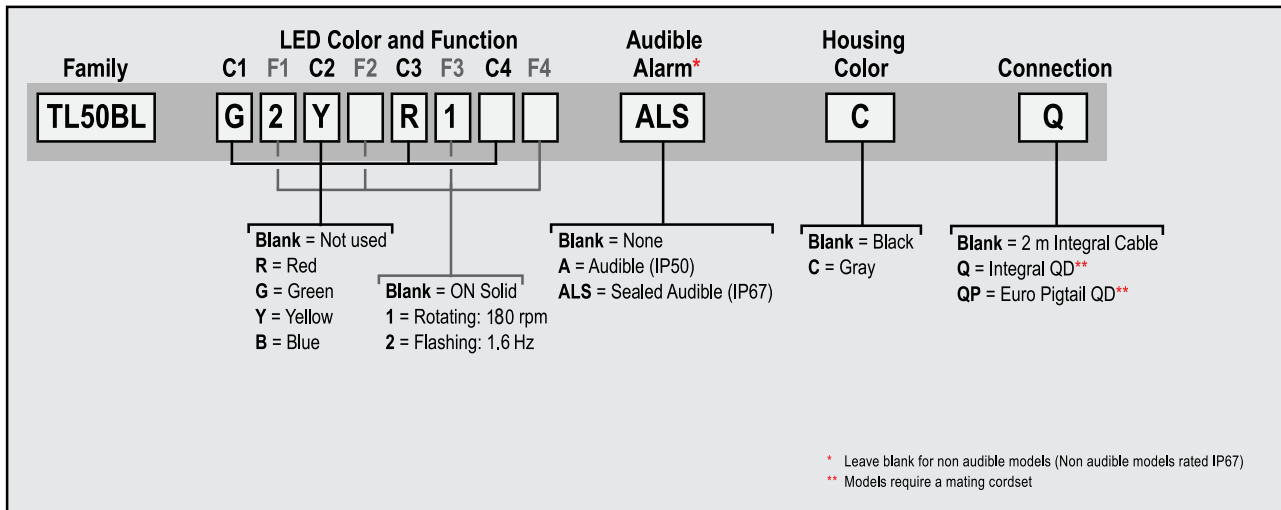 LED Color and Function
Audible
Alarm*
Housing
Color
Family
C1 F1 C2 F2 C3 F3 C4 F4
Connection
TL50BL
G 2 Y R 1
ALS
C
Q
Blank = Not used
R = Red
G = Green
Y = Yellow
B = Blue
Blank = ON Solid
1 = Rotating: 180 rpm
2 = Flashing: 1.6 Hz
Blank = None
A = Audible (IP50)
ALS = Sealed Audible (IP67)
Blank = Black
C = Gray
Blank = 2 m Integral Cable
Q = Integral QD**
QP = Euro Pigtail QD**
* Leave blank for non audible models (Non audible models rated IP67)
** Models require a mating cordset